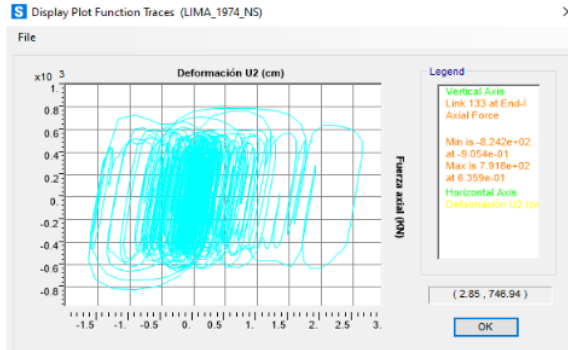 S Display Plot Function Traces (LIMA_1974_NS)
File
x10 3
Deformación U2 (cm)
1.
0.8
0.6
0.4
0.2
0.
-0.2
-0.4
-0.6
-0.8
-1.5 -1. -0.5 0. 0.5 1. 1.5 2. 2.5 3.
Fuerza axial (KN)
Legend
Vertical Axis
Link 133 at End-I
Axial Force
Min is -8.242e+02
at -9.054e-01
Max is 7.918e+02
at 6.359e-01
Horizontal Axis
Deformación U2 (cm
( 2.85 , 746.94 )
OK